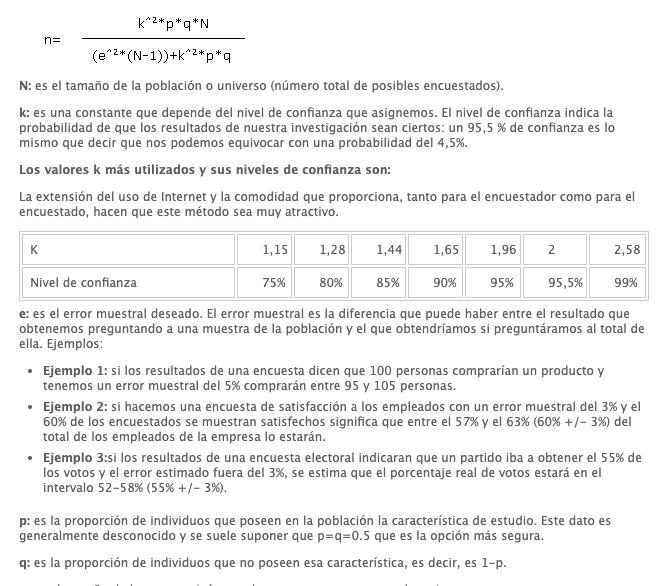 k^2*p*q*N
n=
(e^2*(N-1))+k^2*p*q
N: es el tamaño de la población o universo (número total de posibles encuestados).
k: es una constante que depende del nivel de confianza que asignemos. El nivel de confianza indica la
probabilidad de que los resultados de nuestra investigación sean ciertos: un 95,5 % de confianza es lo
mismo que decir que nos podemos equivocar con una probabilidad del 4,5%.
Los valores k más utilizados y sus niveles de confianza son:
La extensión del uso de Internet y la comodidad que proporciona, tanto para el encuestador como para el
encuestado, hacen que este método sea muy atractivo.
K 1,15 1,28 1,44 1,65 1,96 2 2,58
Nivel de confianza 75% 80% 85% 90% 95% 95,5% 99%
e: es el error muestral deseado. El error muestral es la diferencia que puede haber entre el resultado que
obtenemos preguntando a una muestra de la población y el que obtendríamos si preguntáramos al total de
ella. Ejemplos:
• Ejemplo 1: si los resultados de una encuesta dicen que 100 personas comprarían un producto y
tenemos un error muestral del 5% comprarán entre 95 y 105 personas.
• Ejemplo 2: si hacemos una encuesta de satisfacción a los empleados con un error muestral del 3% y el
60% de los encuestados se muestran satisfechos significa que entre el 57% y el 63% (60% +/- 3%) del
total de los empleados de la empresa lo estarán.
• Ejemplo 3:si los resultados de una encuesta electoral indicaran que un partido iba a obtener el 55% de
los votos y el error estimado fuera del 3%, se estima que el porcentaje real de votos estará en el
intervalo 52-58% (55% +/- 3%).
p: es la proporción de individuos que poseen en la población la característica de estudio. Este dato es
generalmente desconocido y se suele suponer que p=q=0.5 que es la opción más segura.
q: es la proporción de individuos que no poseen esa característica, es decir, es 1-p.